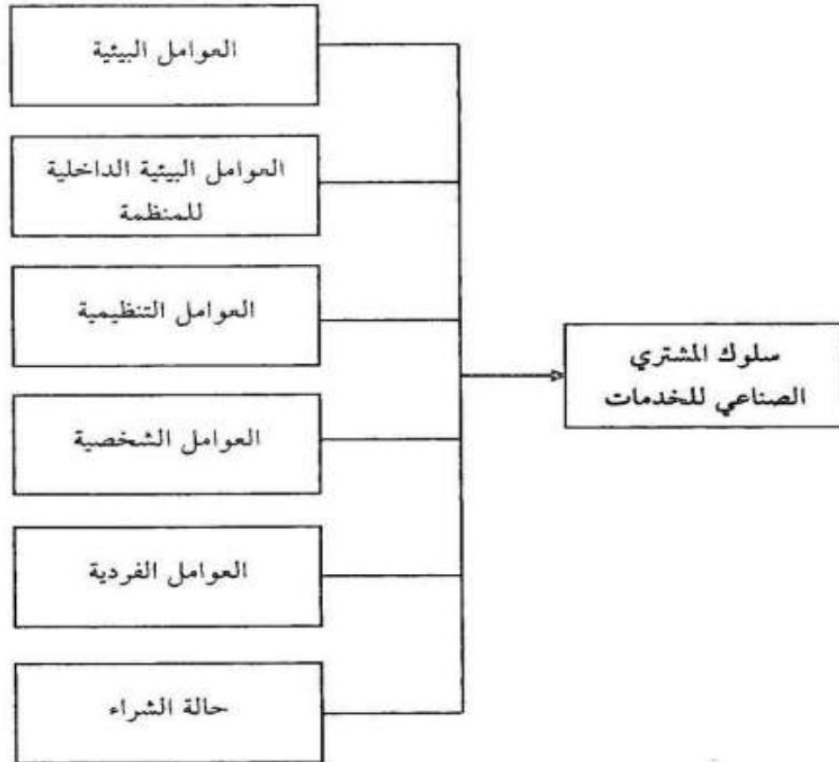 العوامل البيئية
العوامل البيئية الداخلية
للمنظمة
العوامل التنظيمية
العوامل الشخصية
العوامل الفردية
حالة الشراء
سلوك المشتري
الصناعي للخدمات